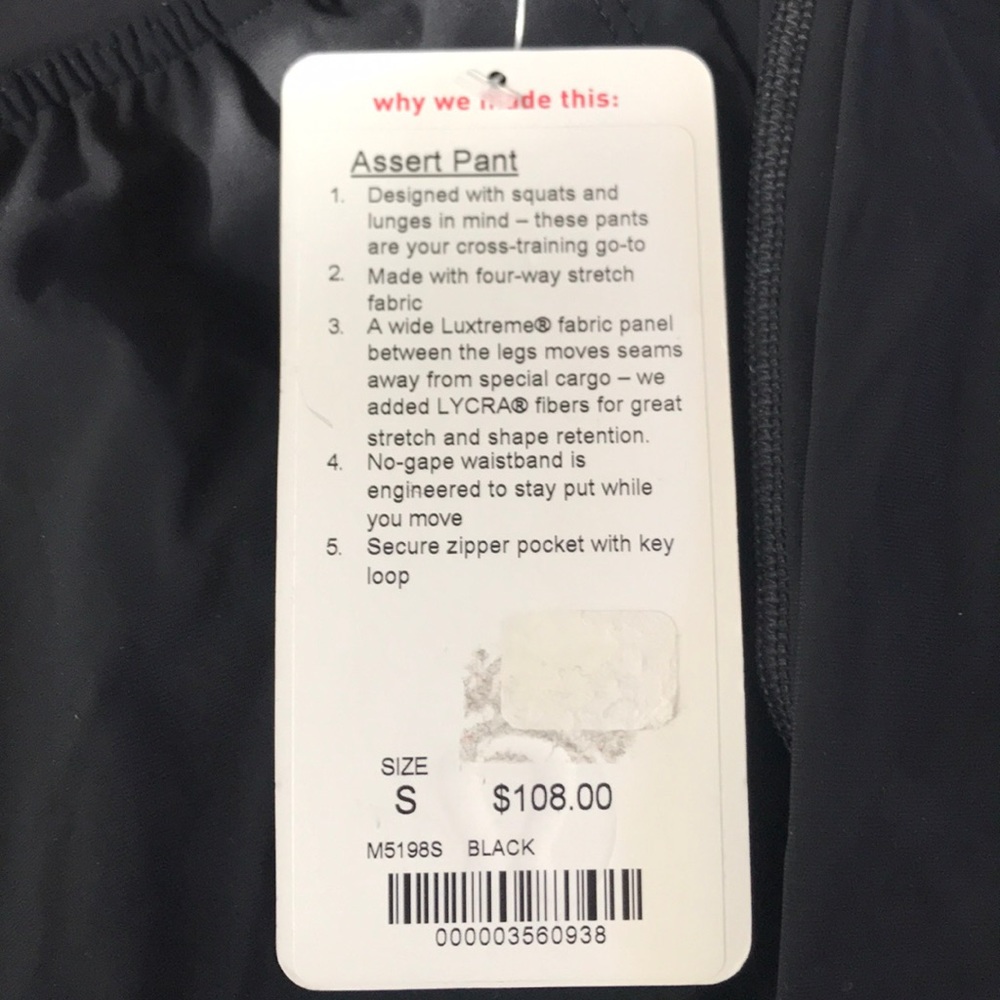 why we made this:
Assert Pant
1. Designed with squats and
lunges in mind – these pants
are your cross-training go-to
2. Made with four-way stretch
fabric
3. A wide Luxtreme® fabric panel
between the legs moves seams
away from special cargo – we
added LYCRA® fibers for great
stretch and shape retention.
4. No-gape waistband is
engineered to stay put while
you move
5. Secure zipper pocket with key
loop
SIZE
S $108.00
M5198S BLACK
000003560938